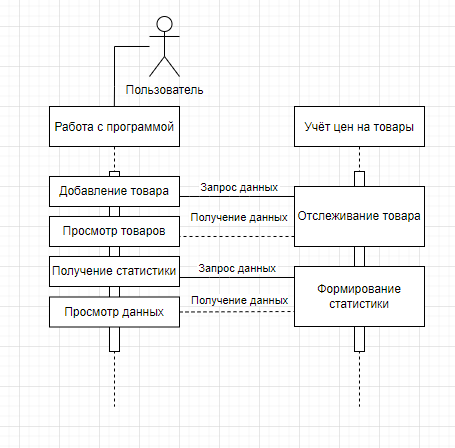 Пользователь
Работа с программой
Учёт цен на товары
Добавление товара
Запрос данных
Отслеживание товара
Получение данных
Просмотр товаров
Получение статистики
Запрос данных
Формирование
статистики
Получение данных
Просмотр данных